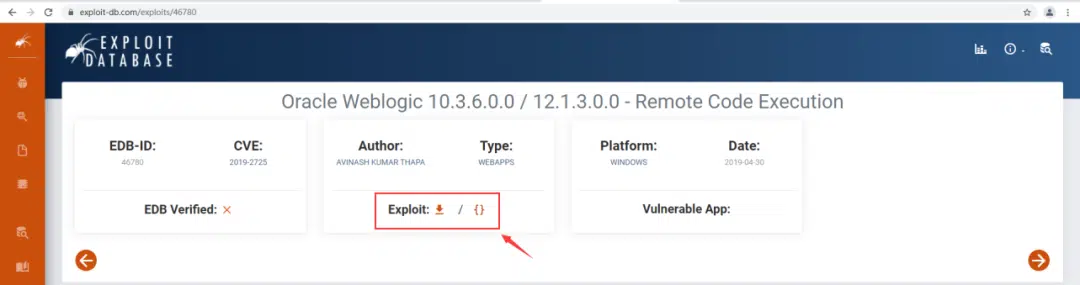 exploit-db.com/exploits/46780
EXPLOIT
DATABASE
Oracle Weblogic 10.3.6.0.0 / 12.1.3.0.0 - Remote Code Execution
EDB-ID:
46780
CVE:
2019-2725
EDB Verified: ×
Author:
AVINASH KUMAR THAPA
Type:
WEBAPPS
Exploit: / {}
Platform:
WINDOWS
Date:
2019-04-30
Vulnerable App: